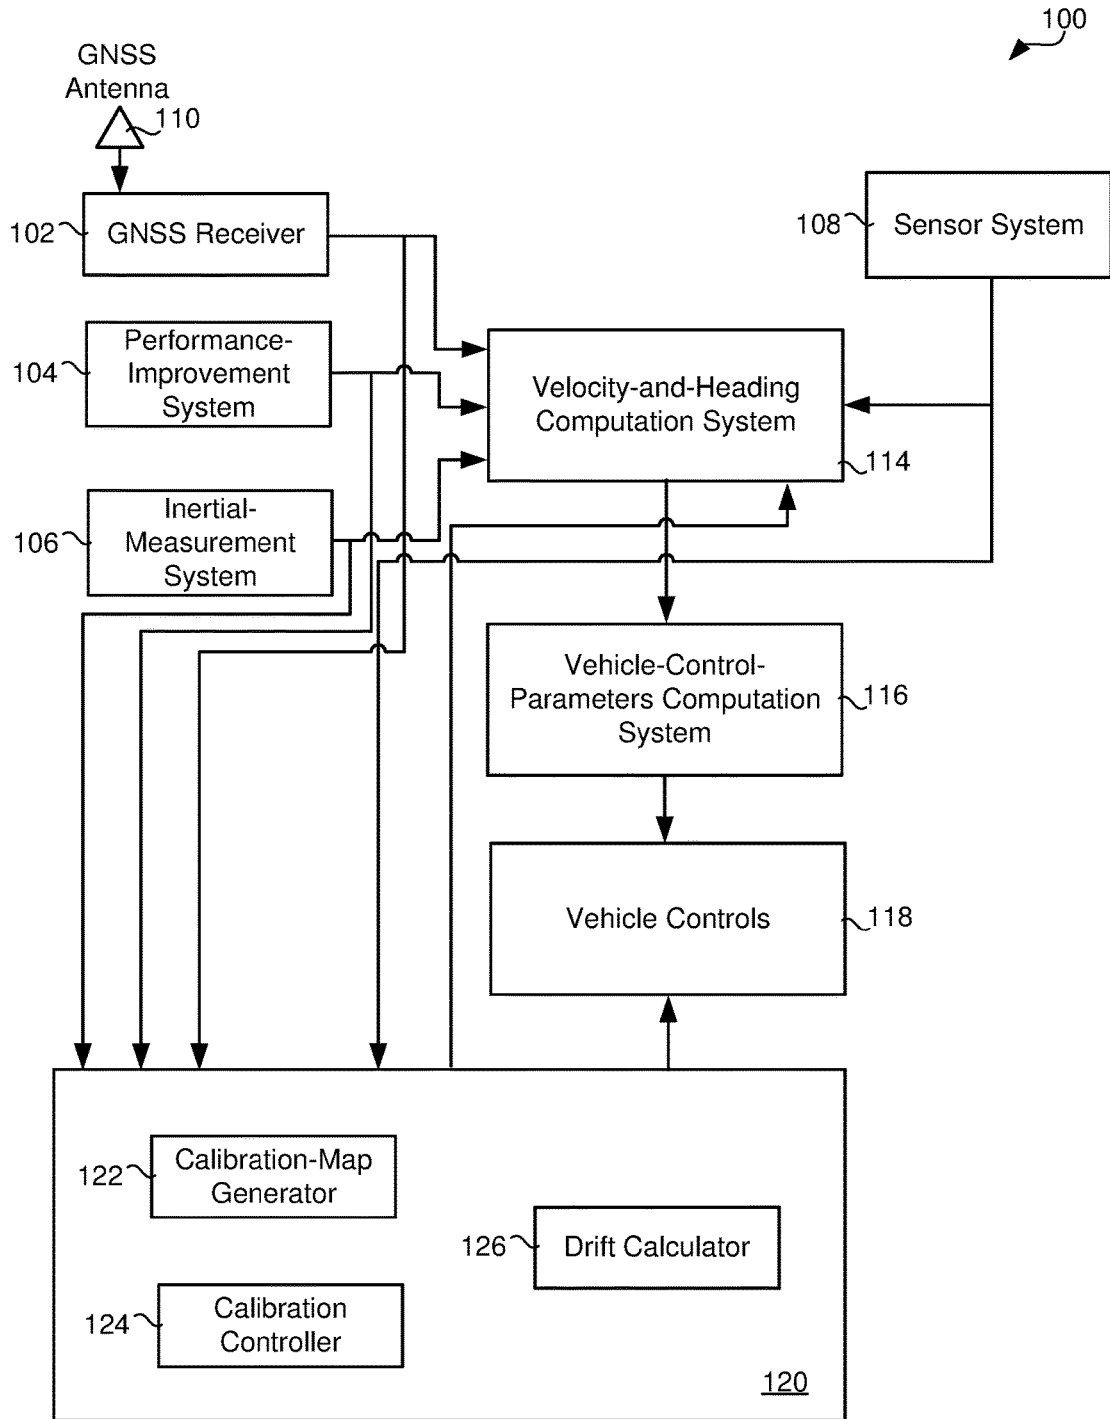 100
GNSS
Antenna
110
102
GNSS Receiver
108
Sensor System
104
Performance-
Improvement
System
Velocity-and-Heading
Computation System
114
106
Inertial-
Measurement
System
Vehicle-Control-
Parameters Computation
System
116
Vehicle Controls
118
122
Calibration-Map
Generator
126
Drift Calculator
124
Calibration
Controller
120